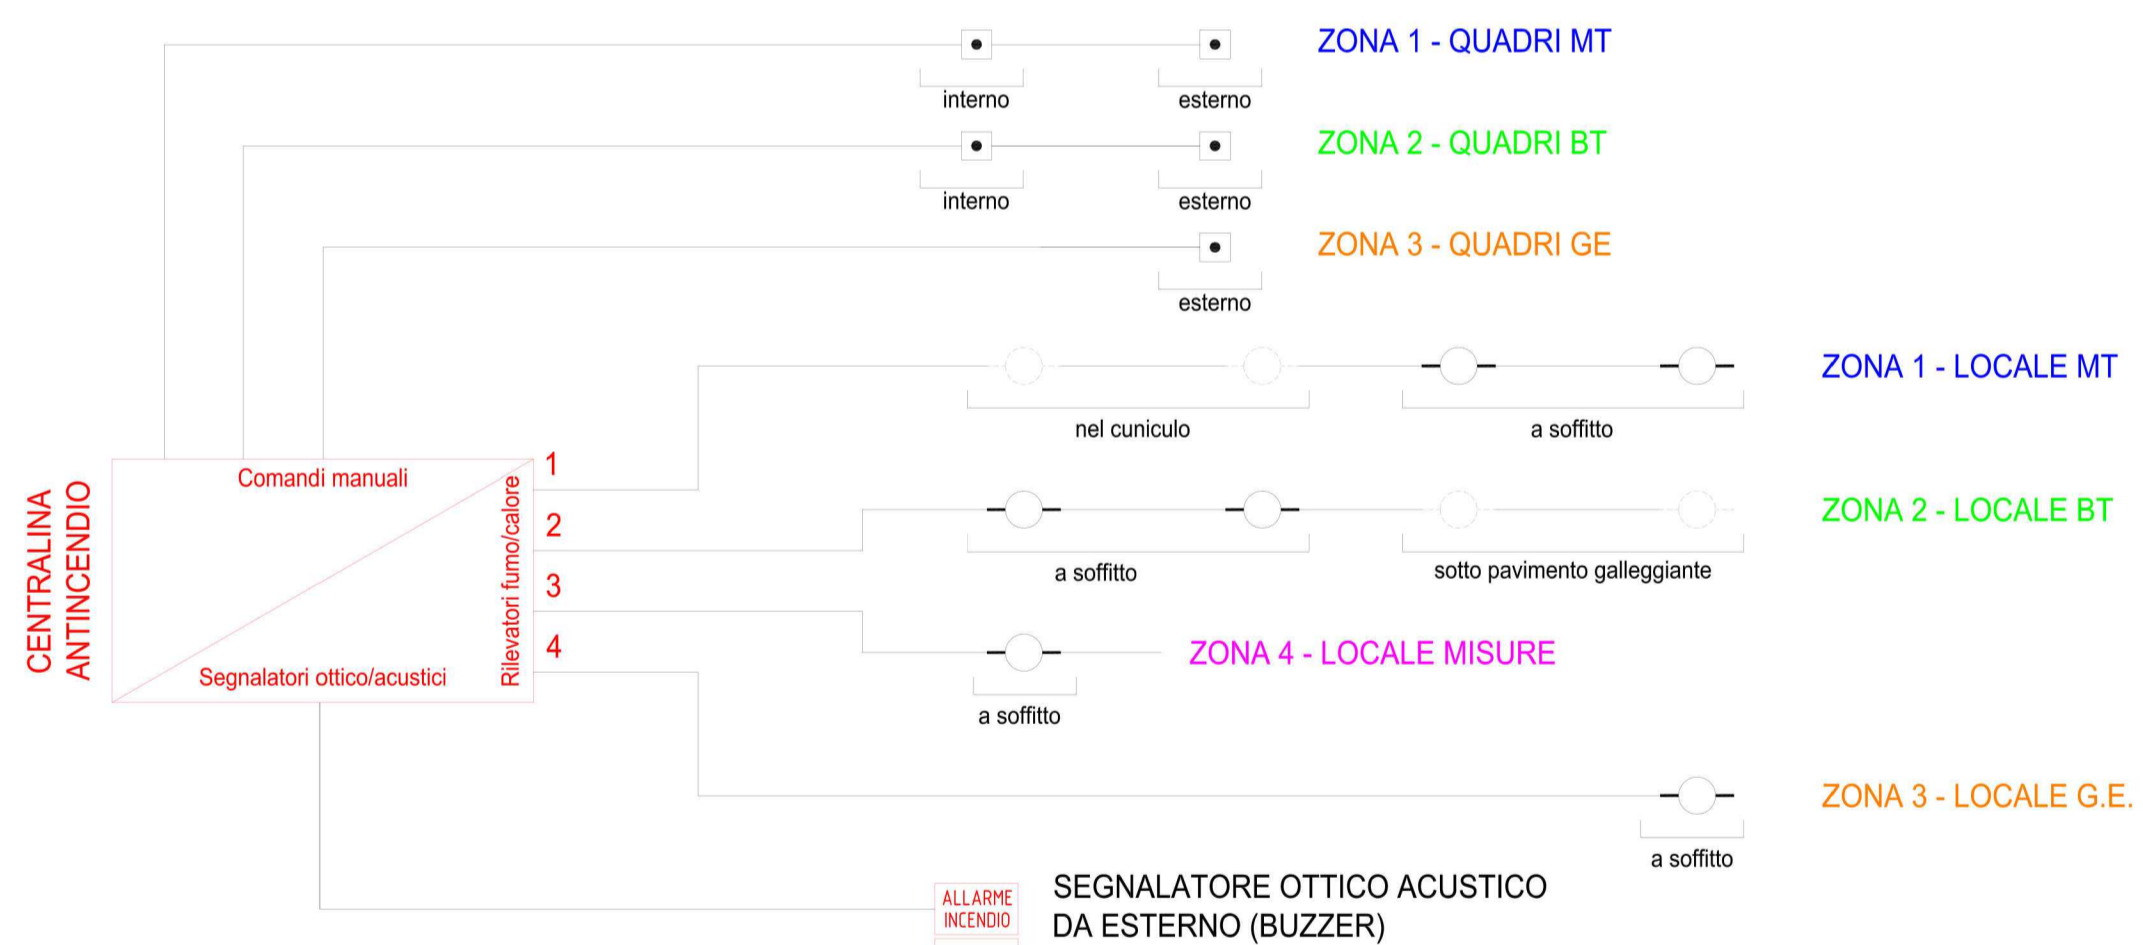 ZONA 1 - QUADRI MT
interno
esterno
ZONA 2 - QUADRI BT
interno
esterno
ZONA 3 - QUADRI GE
esterno
ZONA 1 - LOCALE MT
nel cuniculo
a soffitto
CENTRALINA
ANTINCENDIO
Comandi manuali
Rilevatori fumo/calore
Segnalatori ottico/acustici
1
2
3
4
ZONA 2 - LOCALE BT
a soffitto
sotto pavimento galleggiante
ZONA 4 - LOCALE MISURE
a soffitto
ZONA 3 - LOCALE G.E.
a soffitto
ALLARME
INCENDIO
SEGNALATORE OTTICO ACUSTICO
DA ESTERNO (BUZZER)